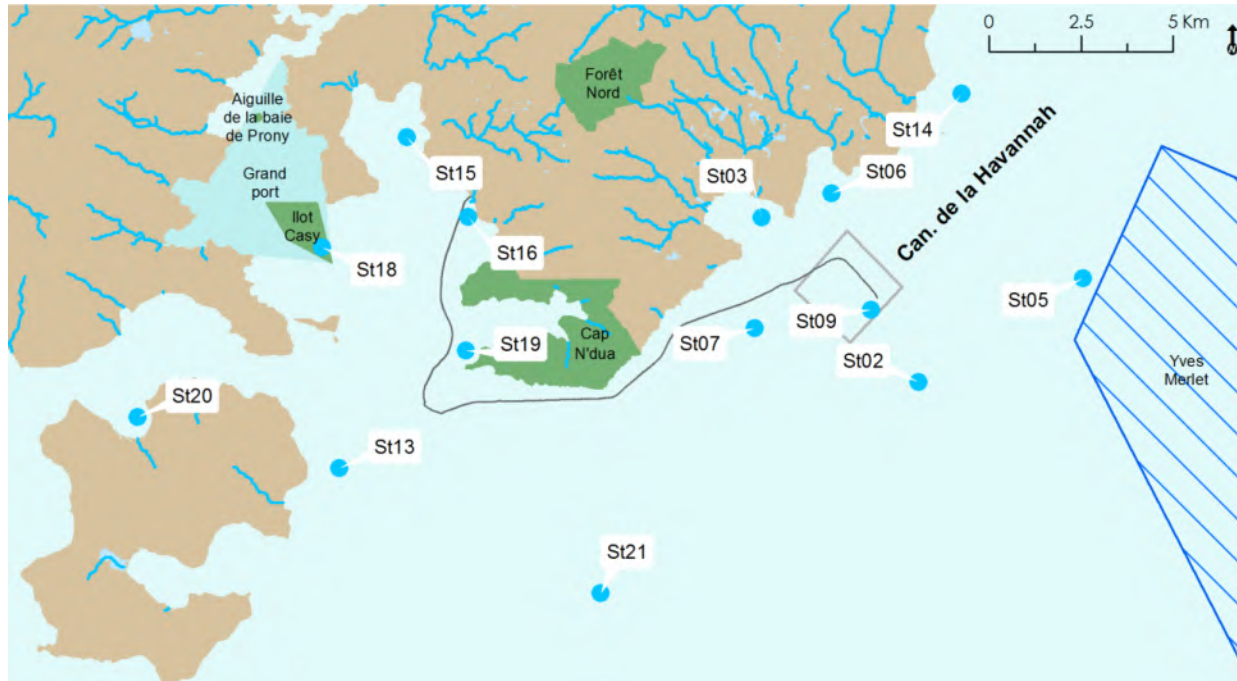 0 2.5 5 Km
Forêt
Nord
Aiguille
de la baie
de Prony
St14
Can. de la Havannah
Grand
port
St15
St03
St06
Ilot
Casy
St16
St18
St05
St09
St07
Cap
N'dua
St19
St02
Yves
Merlet
St20
St13
St21